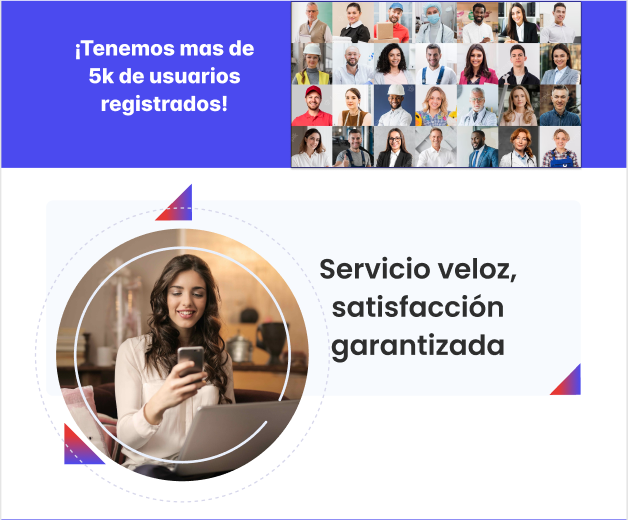 ¡Tenemos mas de
5k de usuarios
registrados!
Servicio veloz,
satisfacción
garantizada